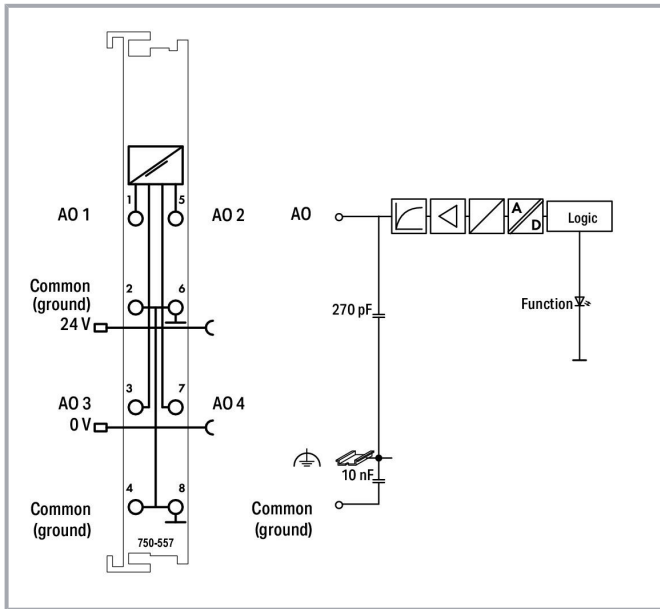 1
5
AO 1
AO 2
Common
(ground)
2
6
24 V
3
7
AO 3
AO 4
0 V
4
8
Common
(ground)
750-557
AO
A
D
Logic
270 pF
Function
10 nF
Common
(ground)